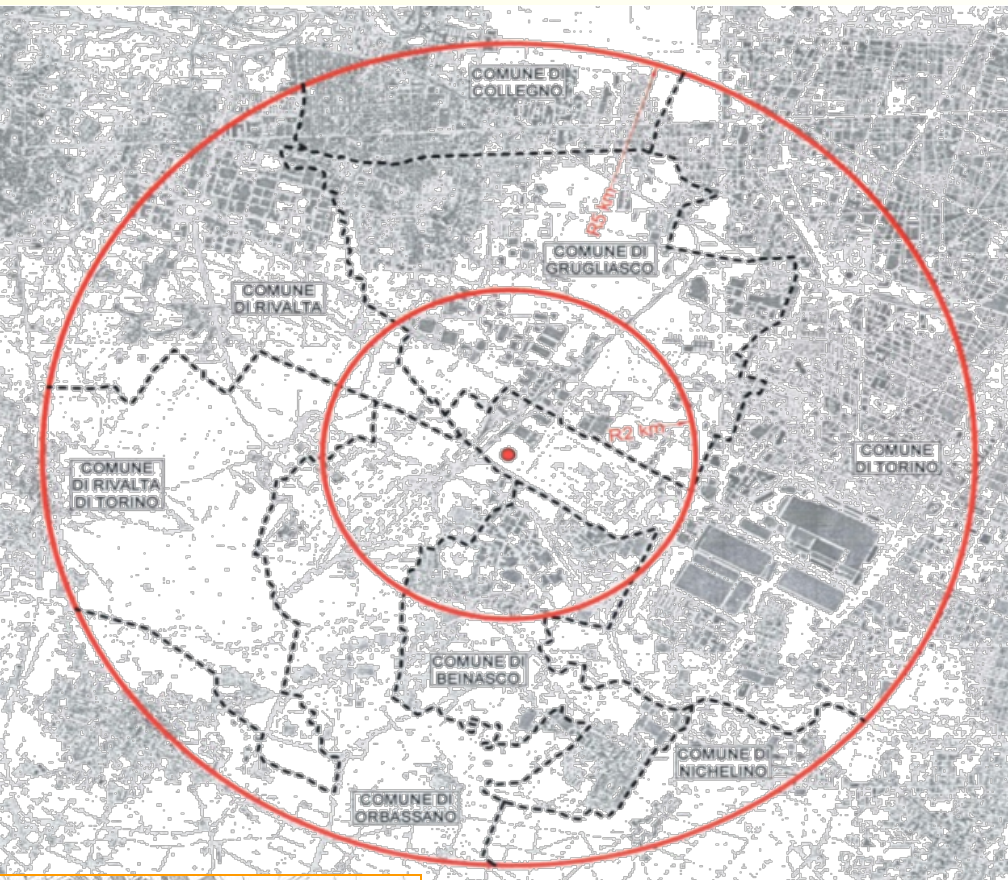 COMUNE DI
COLLEGNO
R5 km
COMUNE DI
GRUGLIASCO
COMUNE
DI RIVALTA
R2 km
COMUNE
DI TORINO
COMUNE
DI RIVALTA
DI TORINO
COMUNE DI
BEINASCO
COMUNE DI
NICHELINO
COMUNE DI
ORBASSANO